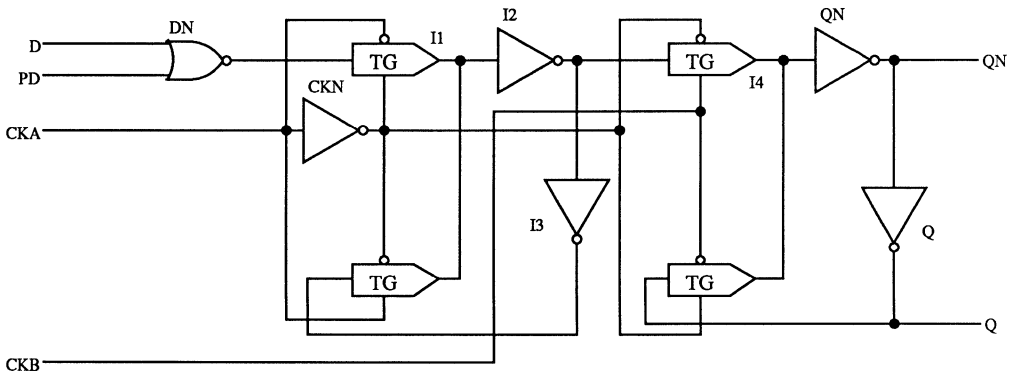 DN
I2
QN
D
I1
TG
TG
QN
PD
CKN
I4
CKA
I3
Q
TG
TG
Q
CKB